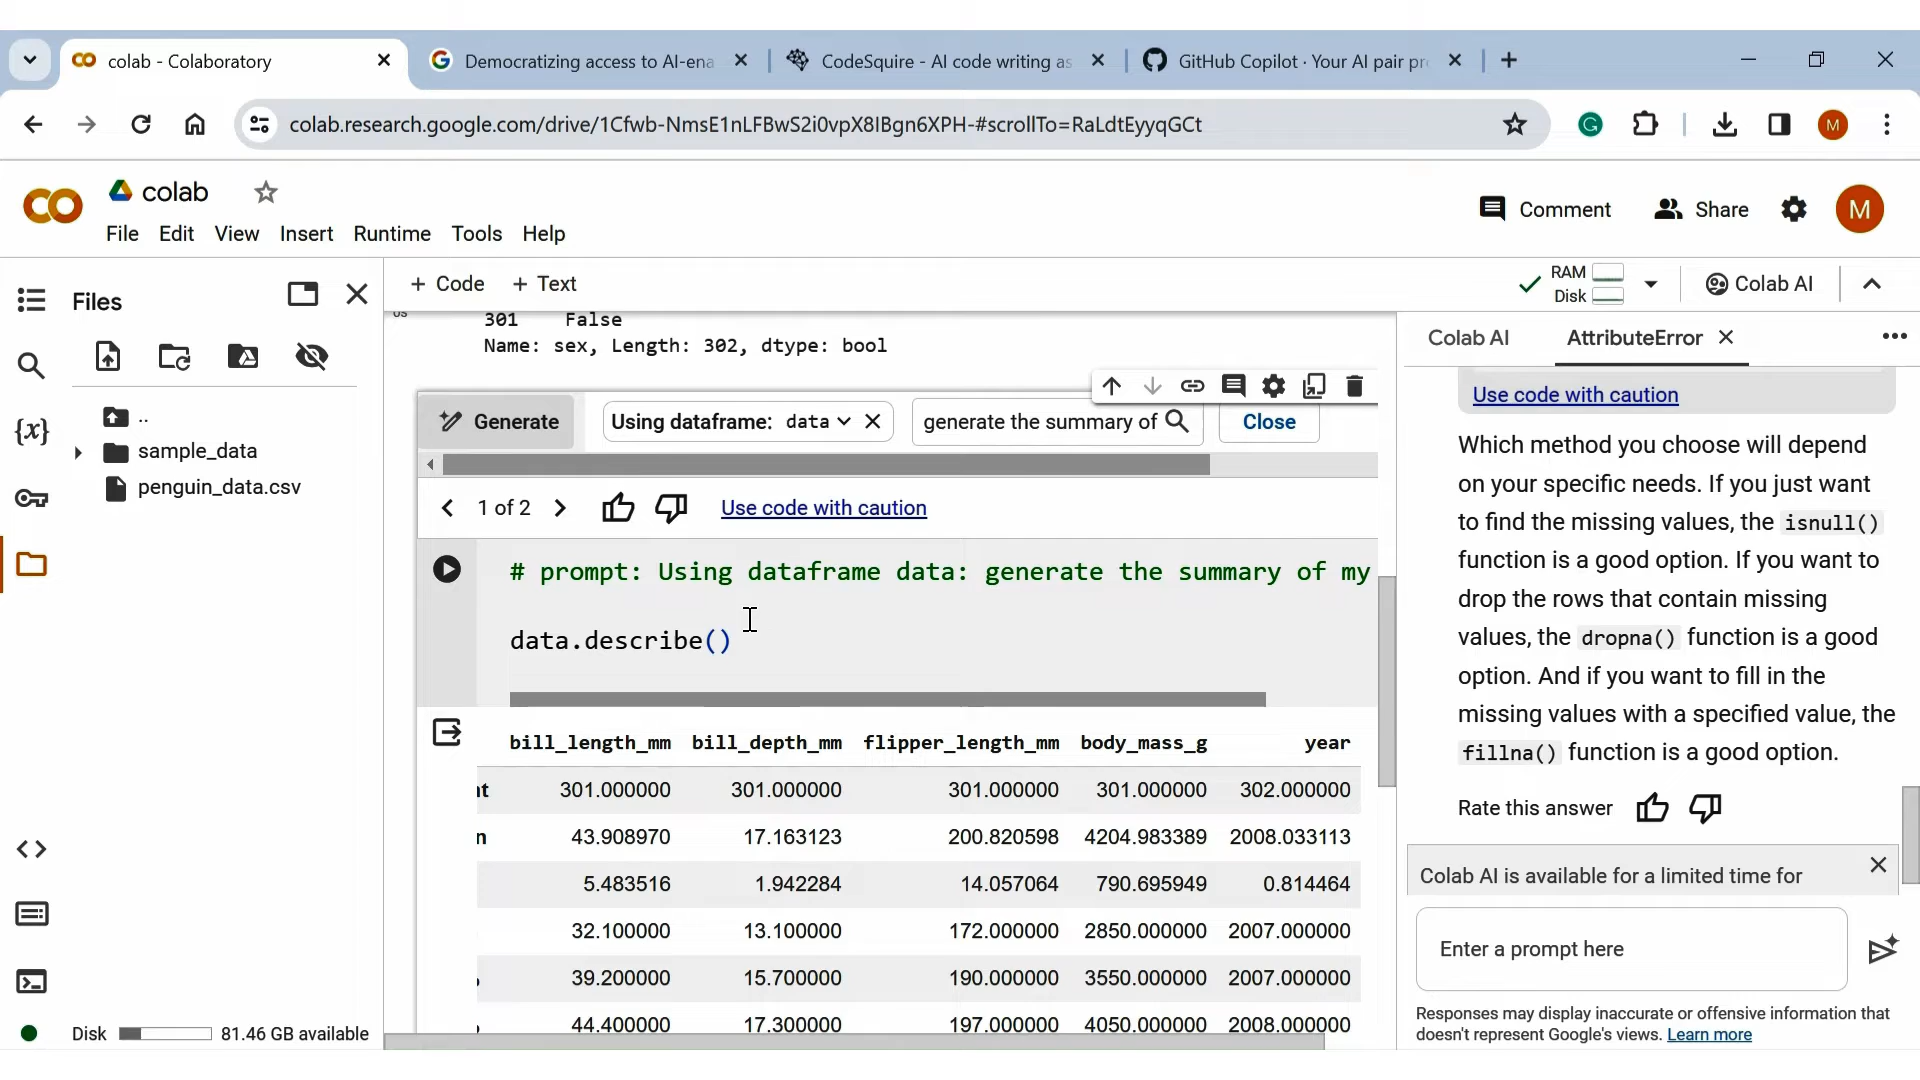 colab - Colaboratory
Democratizing access to AI-ena
CodeSquire - AI code writing as
GitHub Copilot · Your AI pair pr
colab.research.google.com/drive/1Cfwb-NmsE1nLFBwS2i0vpX8IBgn6XPH-#scrollTo=RaLdtEyyqGCt
M
colab
File Edit View Insert Runtime Tools Help
Comment
Share
M
Files
+ Code + Text
RAM
Disk
Colab AI
..
sample_data
penguin_data.csv
{x}
301 False
Name: sex, Length: 302, dtype: bool
Generate
Using dataframe: data
generate the summary of
Close
1 of 2
Use code with caution
# prompt: Using dataframe data: generate the summary of my
data.describe()
bill_length_mm bill_depth_mm flipper_length_mm body_mass_g year
nt 301.000000 301.000000 301.000000 301.000000 302.000000
n 43.908970 17.163123 200.820598 4204.983389 2008.033113
5.483516 1.942284 14.057064 790.695949 0.814464
32.100000 13.100000 172.000000 2850.000000 2007.000000
39.200000 15.700000 190.000000 3550.000000 2007.000000
44.400000 17.300000 197.000000 4050.000000 2008.000000
Disk 81.46 GB available
Colab AI
AttributeError
Use code with caution
Which method you choose will depend
on your specific needs. If you just want
to find the missing values, the isnull()
function is a good option. If you want to
drop the rows that contain missing
values, the dropna() function is a good
option. And if you want to fill in the
missing values with a specified value, the
fillna() function is a good option.
Rate this answer
Colab AI is available for a limited time for
Enter a prompt here
Responses may display inaccurate or offensive information that
doesn't represent Google's views. Learn more